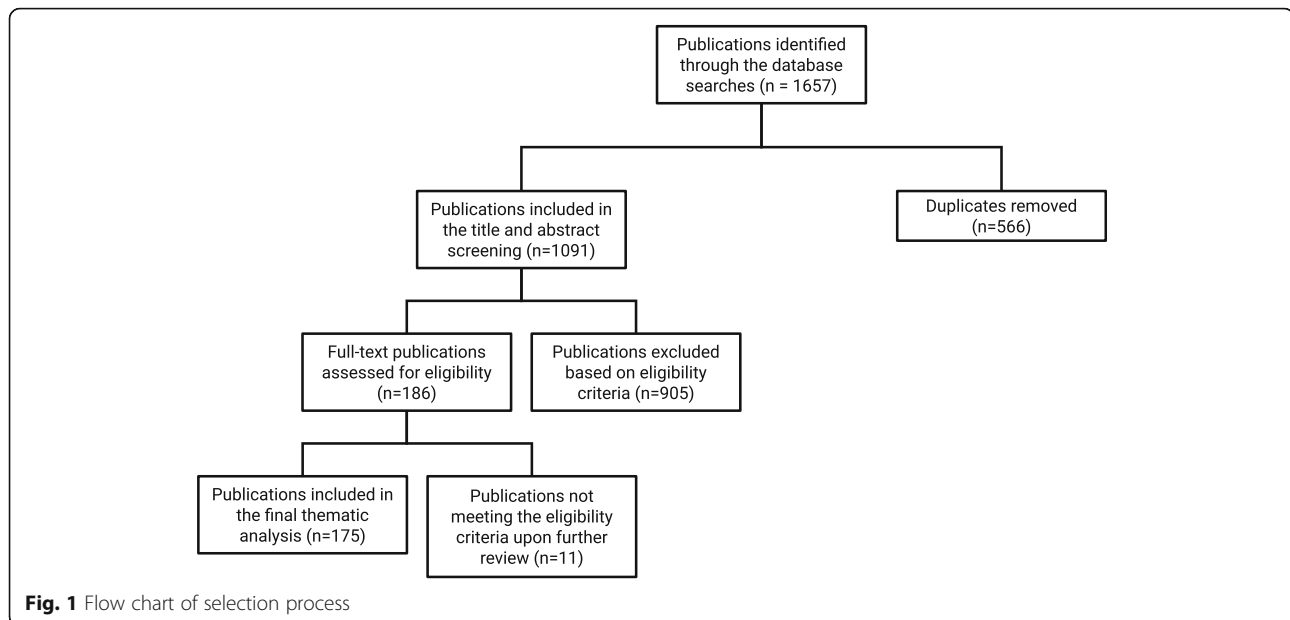 Publications identified
through the database
searches (n = 1657)
Publications included in
the title and abstract
screening (n=1091)
Duplicates removed
(n=566)
Full-text publications
assessed for eligibility
(n=186)
Publications excluded
based on eligibility
criteria (n=905)
Publications included in
the final thematic
analysis (n=175)
Publications not
meeting the eligibility
criteria upon further
review (n=11)
Fig. 1 Flow chart of selection process